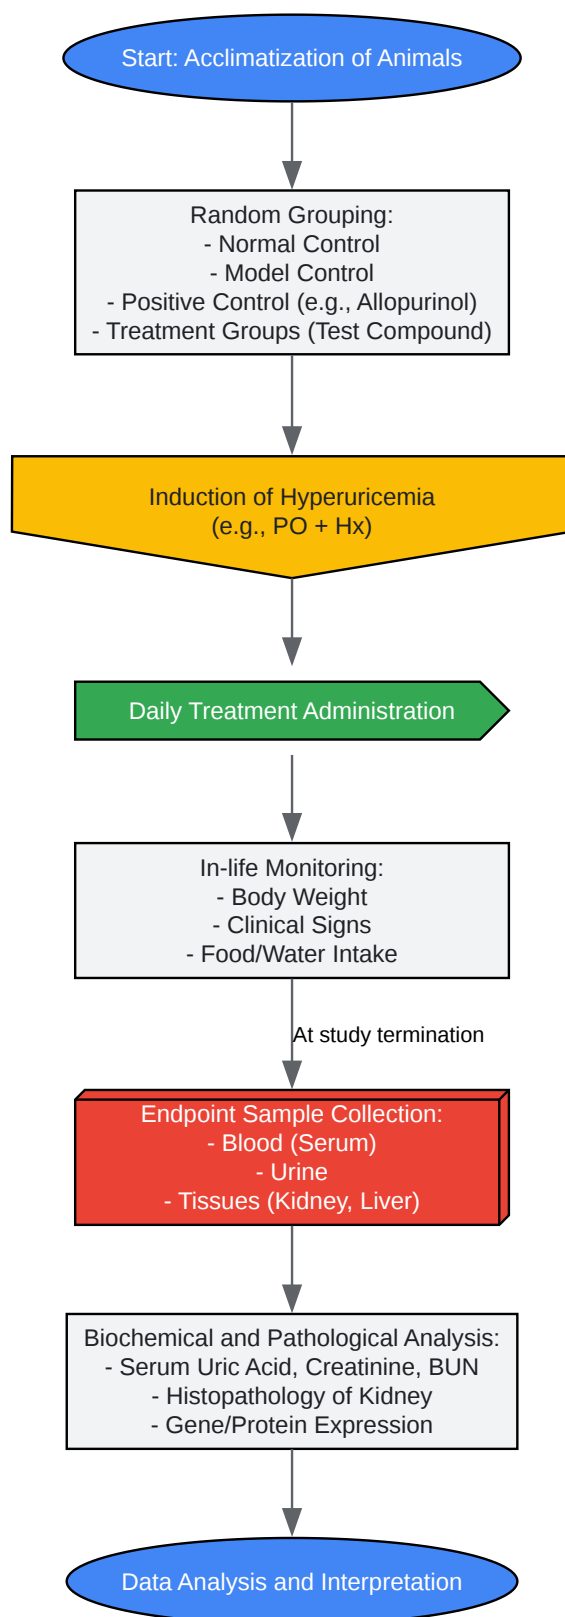 Start: Acclimatization of Animals
Random Grouping:
- Normal Control
- Model Control
- Positive Control (e.g., Allopurinol)
- Treatment Groups (Test Compound)
Induction of Hyperuricemia
(e.g., PO + Hx)
Daily Treatment Administration
In-life Monitoring:
- Body Weight
- Clinical Signs
- Food/Water Intake
At study termination
Endpoint Sample Collection:
- Blood (Serum)
- Urine
- Tissues (Kidney, Liver)
Biochemical and Pathological Analysis:
- Serum Uric Acid, Creatinine, BUN
- Histopathology of Kidney
- Gene/Protein Expression
Data Analysis and Interpretation